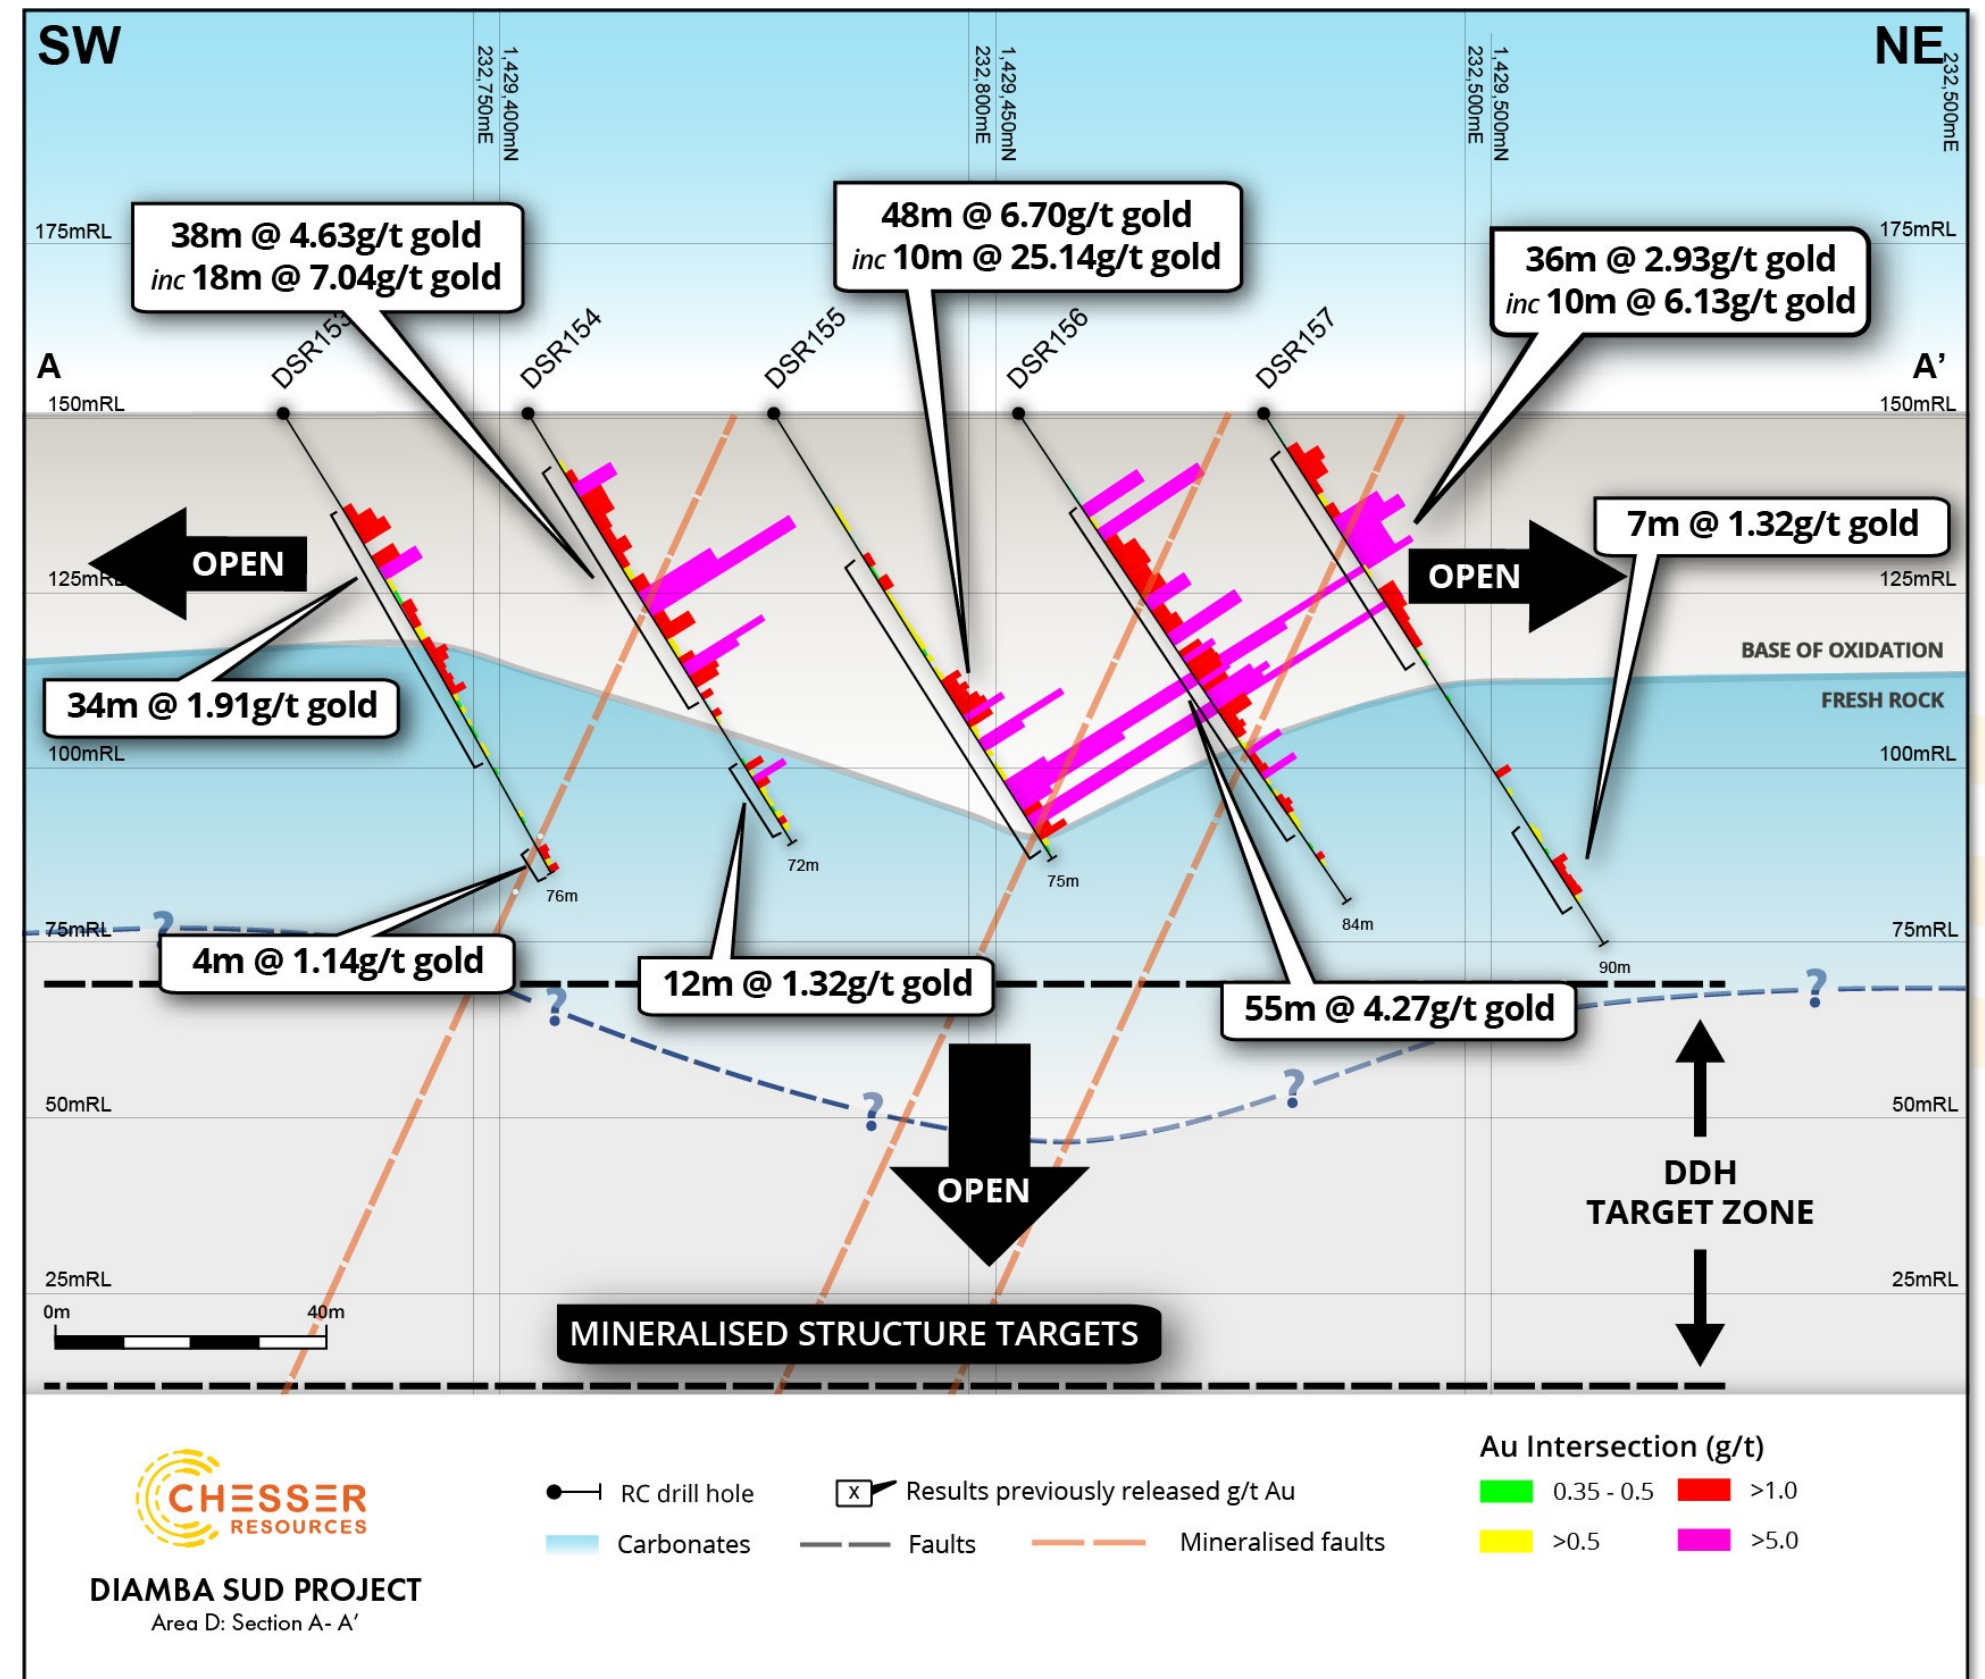 SW
NE
232,750mE
1,429,400mN
232,800mE
1,429,450mN
232,500mE
1,429,500mN
232,500mE
175mRL
175mRL
38m @ 4.63g/t gold
inc 18m @ 7.04g/t gold
48m @ 6.70g/t gold
inc 10m @ 25.14g/t gold
36m @ 2.93g/t gold
inc 10m @ 6.13g/t gold
DSR153
DSR154
DSR155
DSR156
DSR157
A
A'
150mRL
150mRL
7m @ 1.32g/t gold
OPEN
OPEN
125mRL
125mRL
BASE OF OXIDATION
FRESH ROCK
34m @ 1.91g/t gold
100mRL
100mRL
72m
75m
76m
84m
90m
?
75mRL
75mRL
4m @ 1.14g/t gold
12m @ 1.32g/t gold
55m @ 4.27g/t gold
?
?
?
?
50mRL
50mRL
OPEN
DDH
TARGET ZONE
25mRL
25mRL
0m
40m
MINERALISED STRUCTURE TARGETS
CHESSER
RESOURCES
DIAMBA SUD PROJECT
Area D: Section A- A'
RC drill hole
X
Results previously released g/t Au
Carbonates
Faults
Mineralised faults
Au Intersection (g/t)
0.35 - 0.5
>1.0
>0.5
>5.0